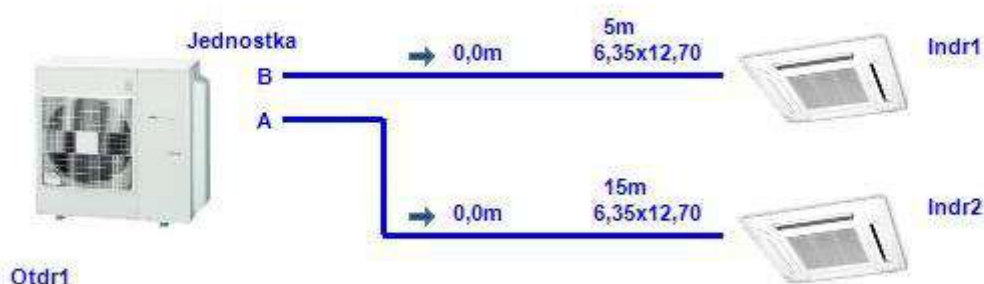 Jednostka
B
A
5m
0,0m 6,35x12,70
Indr1
15m
0,0m 6,35x12,70
Indr2
Otdr1